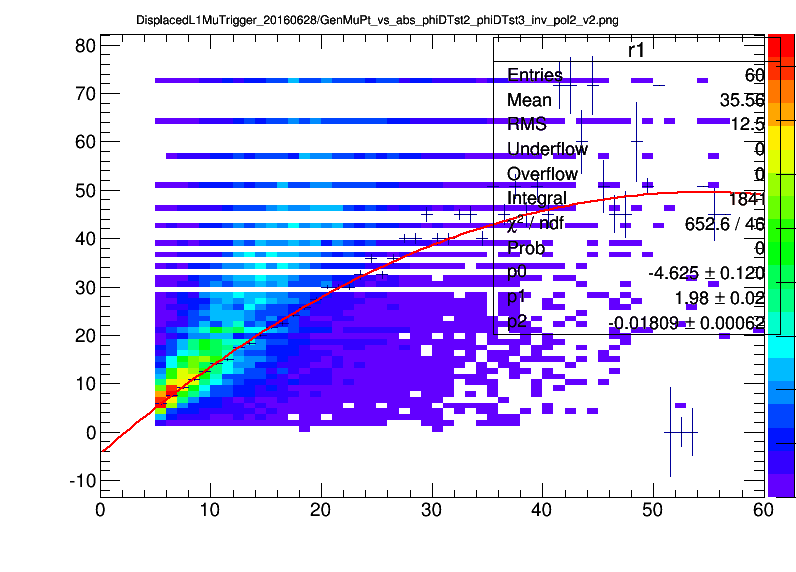 DisplacedL1MuTrigger_20160628/GenMuPt_vs_abs_phiDTst2_phiDTst3_inv_pol2_v2.png
r1
Entries 60
Mean 35.56
RMS 12.5
Underflow 0
Overflow 0
Integral 1841
χ² / ndf 652.6 / 46
Prob 0
p0 -4.625 ± 0.120
p1 1.98 ± 0.02
p2 -0.01809 ± 0.00062
80
70
60
50
40
30
20
10
0
-10
0 10 20 30 40 50 60